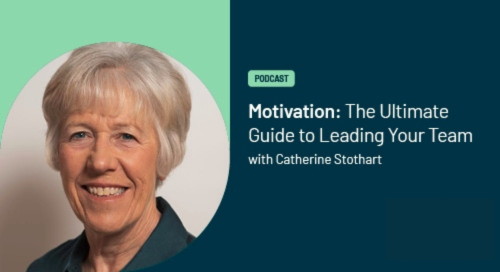 PODCAST
Motivation: The Ultimate
Guide to Leading Your Team
with Catherine Stothart